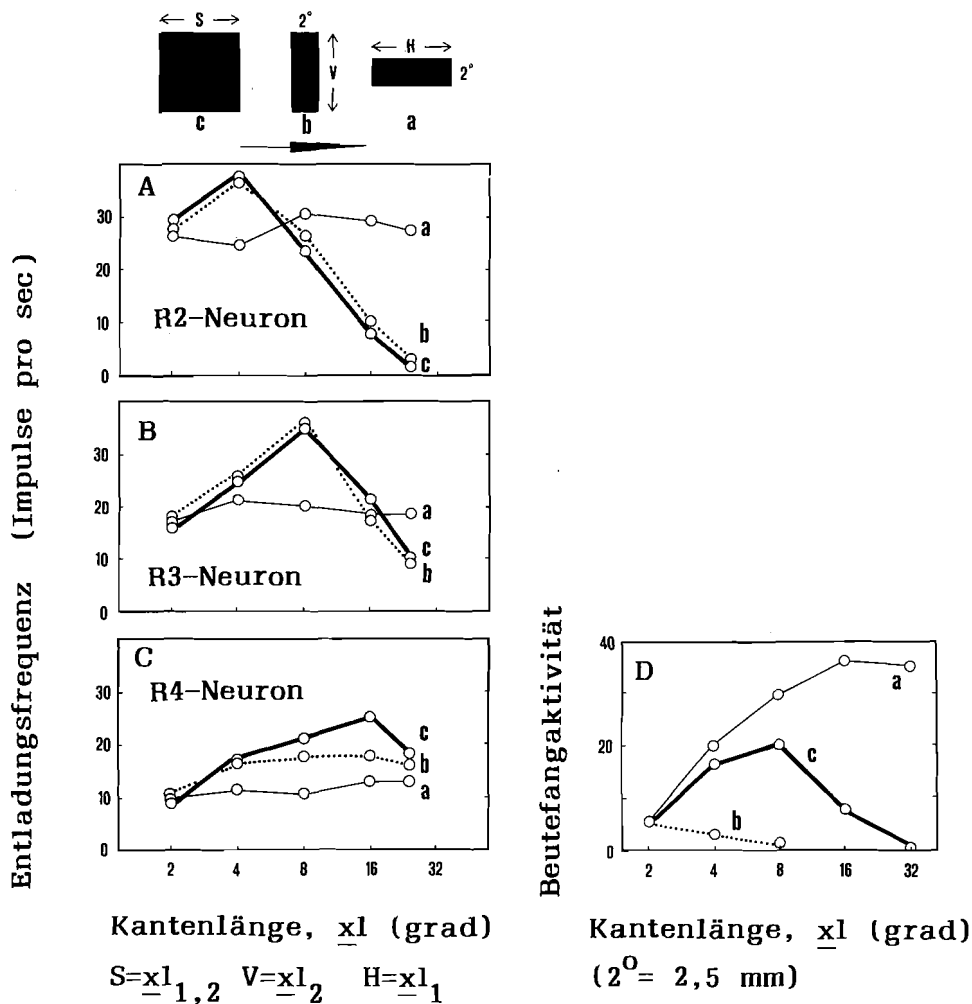 S
2°
V
H
2°
c
b
a
Entladungsfrequenz (Impulse pro sec)
A
30
20
10
0
a
b
c
R2-Neuron
B
30
20
10
0
a
c
b
R3-Neuron
C
R4-Neuron
30
20
10
0
c
b
a
2 4 8 16 32
Kantenlänge, xl (grad)
S=xl1,2 V=xl2 H=xl1
Beutefangaktivität
40
20
0
D
a
c
b
2 4 8 16 32
Kantenlänge, xl (grad)
(2°= 2,5 mm)